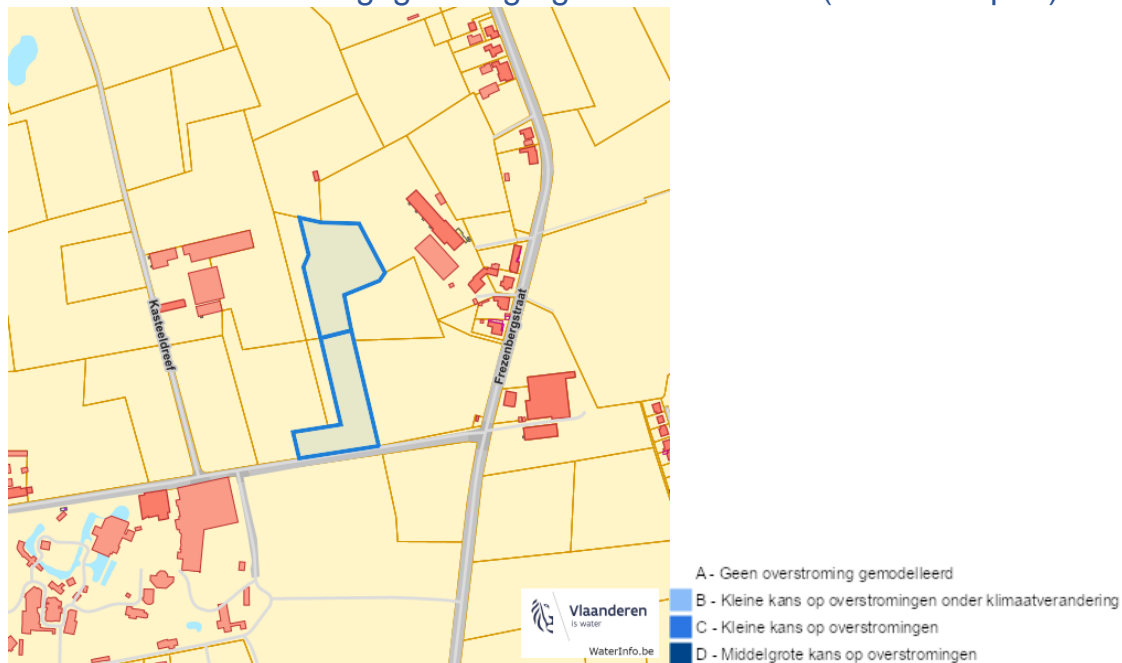 Kasteeldreef
Frezenbergstraat
Vlaanderen
is water
WaterInfo.be
A - Geen overstroming gemodelleerd
B - Kleine kans op overstromingen onder klimaatverandering
C - Kleine kans op overstromingen
D - Middelgrote kans op overstromingen